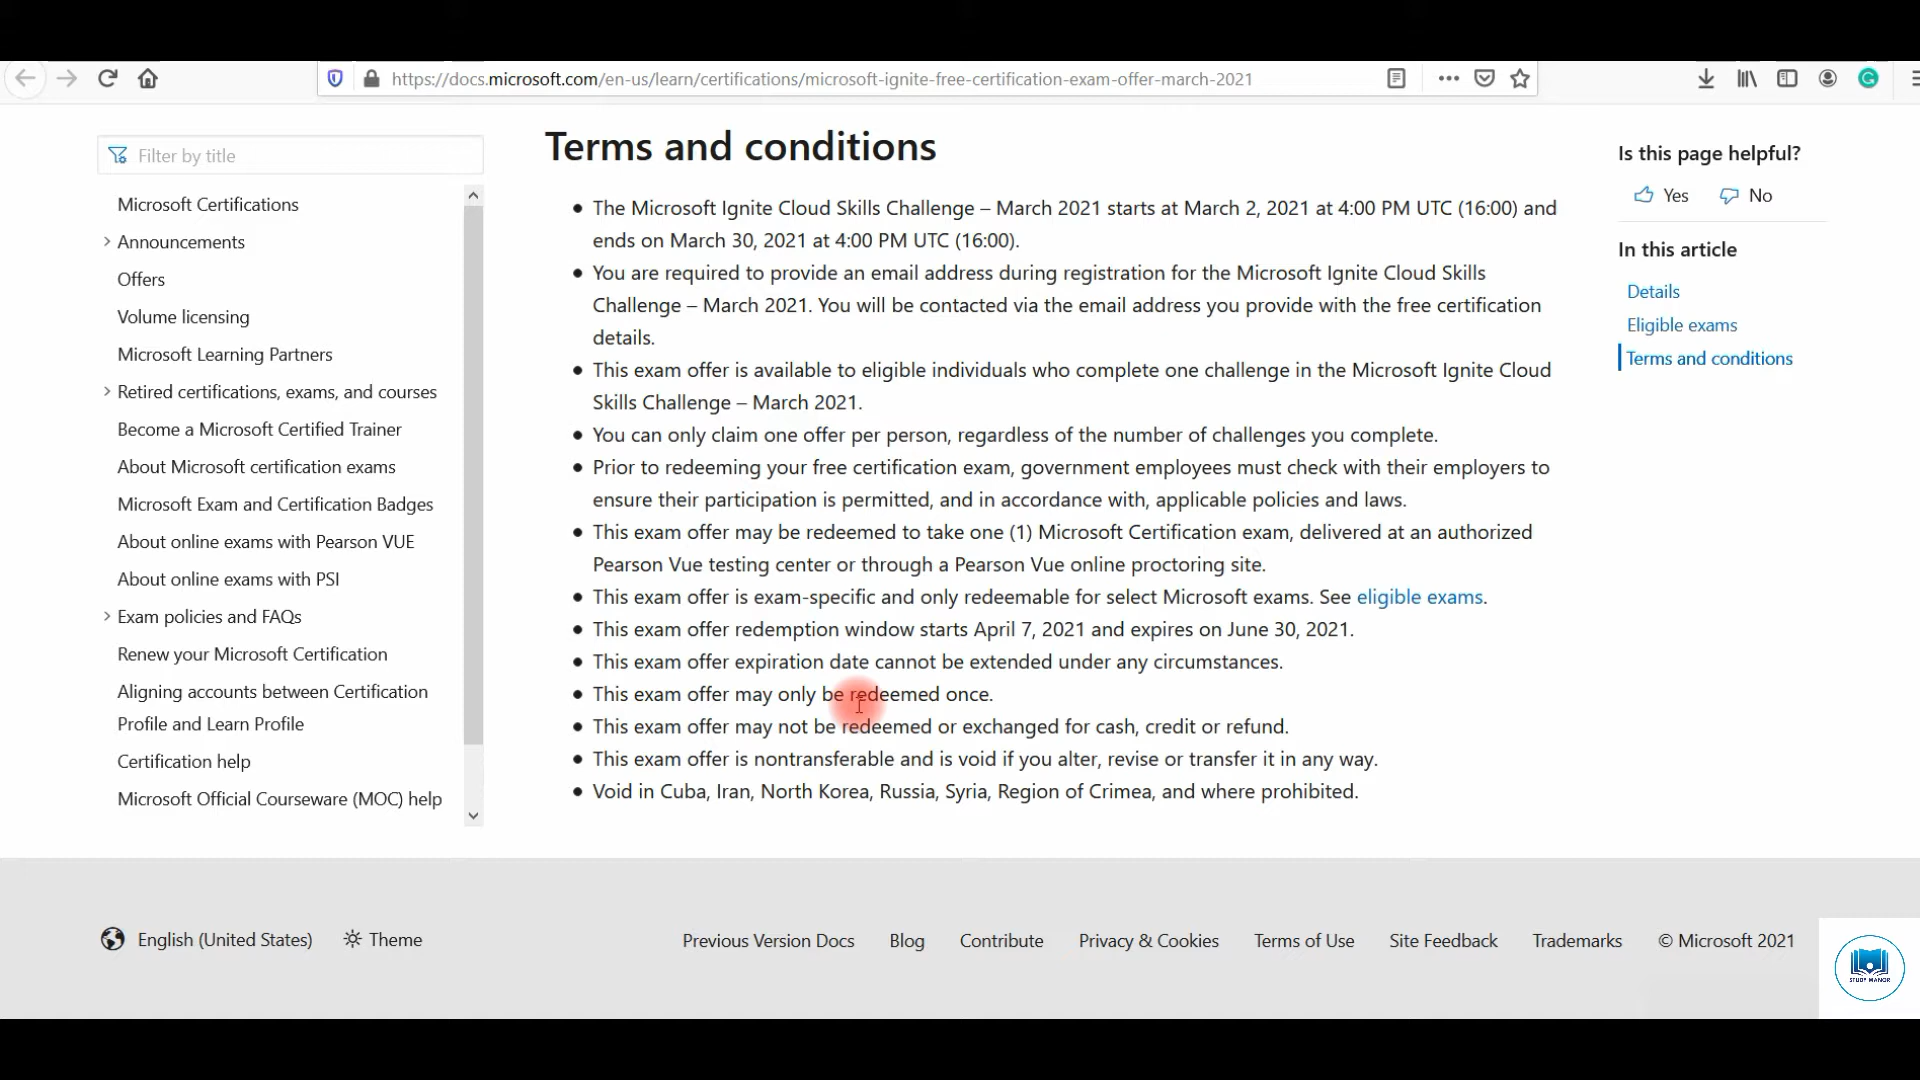 https://docs.microsoft.com/en-us/learn/certifications/microsoft-ignite-free-certification-exam-offer-march-2021
Filter by title
Microsoft Certifications
Announcements
Offers
Volume licensing
Microsoft Learning Partners
Retired certifications, exams, and courses
Become a Microsoft Certified Trainer
About Microsoft certification exams
Microsoft Exam and Certification Badges
About online exams with Pearson VUE
About online exams with PSI
Exam policies and FAQs
Renew your Microsoft Certification
Aligning accounts between Certification
Profile and Learn Profile
Certification help
Microsoft Official Courseware (MOC) help
Terms and conditions
The Microsoft Ignite Cloud Skills Challenge – March 2021 starts at March 2, 2021 at 4:00 PM UTC (16:00) and
ends on March 30, 2021 at 4:00 PM UTC (16:00).
You are required to provide an email address during registration for the Microsoft Ignite Cloud Skills
Challenge – March 2021. You will be contacted via the email address you provide with the free certification
details.
This exam offer is available to eligible individuals who complete one challenge in the Microsoft Ignite Cloud
Skills Challenge – March 2021.
You can only claim one offer per person, regardless of the number of challenges you complete.
Prior to redeeming your free certification exam, government employees must check with their employers to
ensure their participation is permitted, and in accordance with, applicable policies and laws.
This exam offer may be redeemed to take one (1) Microsoft Certification exam, delivered at an authorized
Pearson Vue testing center or through a Pearson Vue online proctoring site.
This exam offer is exam-specific and only redeemable for select Microsoft exams. See eligible exams.
This exam offer redemption window starts April 7, 2021 and expires on June 30, 2021.
This exam offer expiration date cannot be extended under any circumstances.
This exam offer may only be redeemed once.
This exam offer may not be redeemed or exchanged for cash, credit or refund.
This exam offer is nontransferable and is void if you alter, revise or transfer it in any way.
Void in Cuba, Iran, North Korea, Russia, Syria, Region of Crimea, and where prohibited.
Is this page helpful?
Yes No
In this article
Details
Eligible exams
Terms and conditions
English (United States) Theme
Previous Version Docs Blog Contribute Privacy & Cookies Terms of Use Site Feedback Trademarks © Microsoft 2021
STUDY MANOR